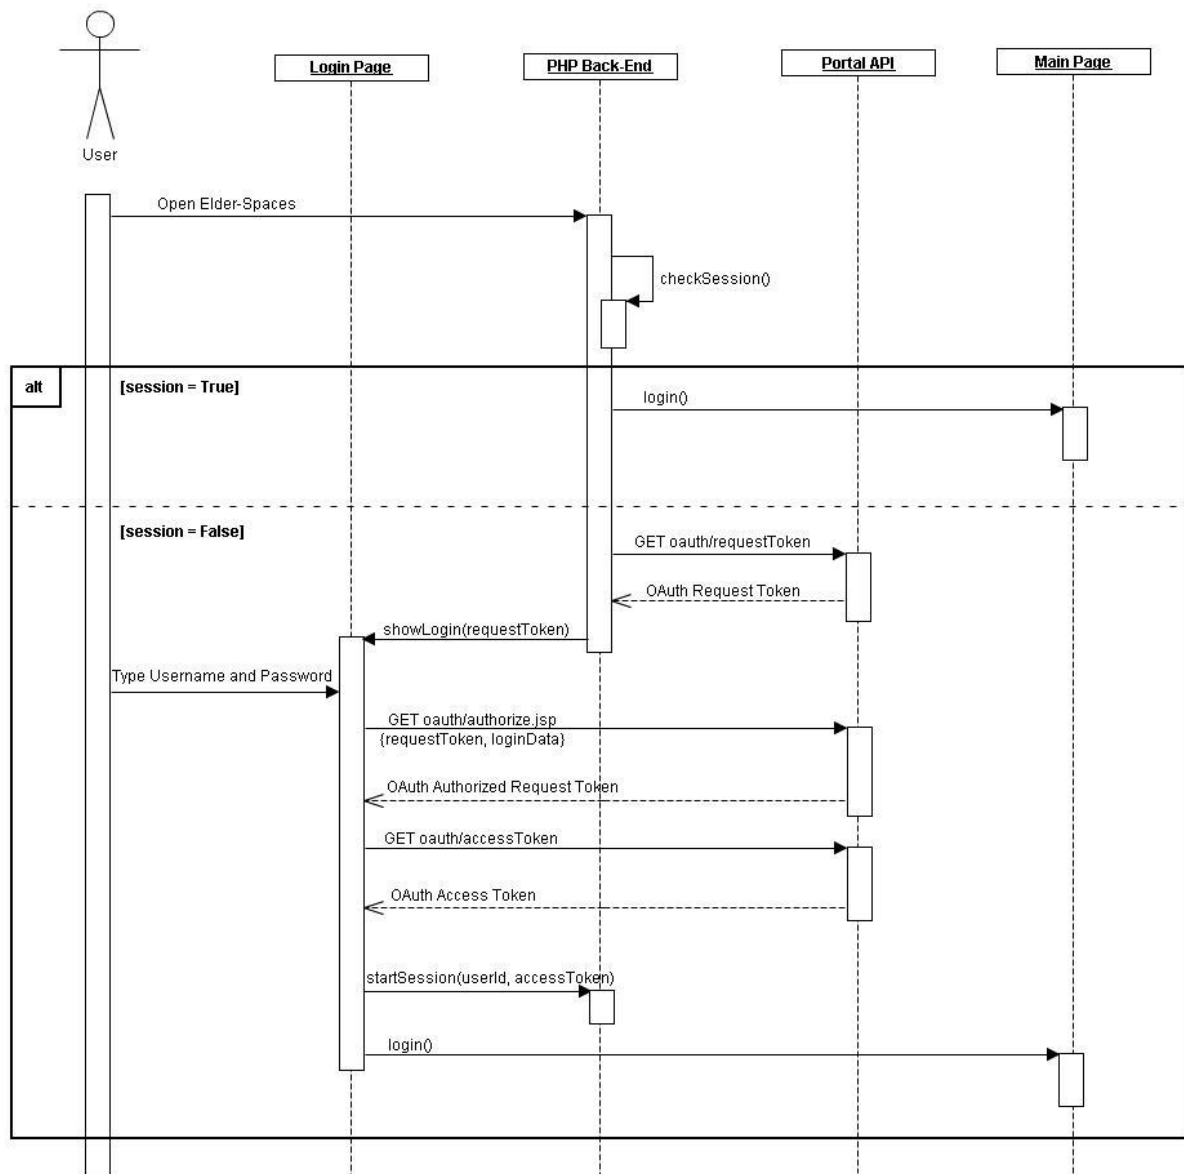 Login Page
PHP Back-End
Portal API
Main Page
User
Open Elder-Spaces
checkSession()
alt
[session = True]
login()
[session = False]
GET oauth/requestToken
OAuth Request Token
showLogin(requestToken)
Type Username and Password
GET oauth/authorize.jsp
{requestToken, loginData}
OAuth Authorized Request Token
GET oauth/accessToken
OAuth Access Token
startSession(userId, accessToken)
login()